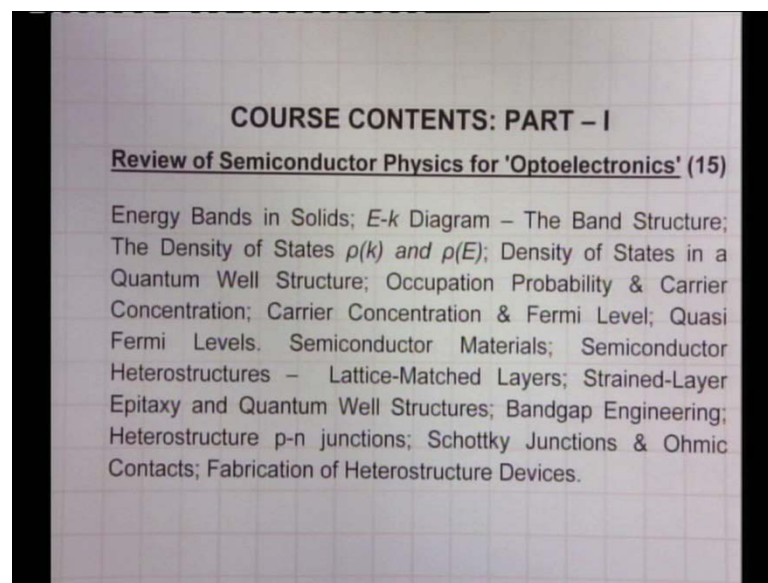 COURSE CONTENTS: PART – I
Review of Semiconductor Physics for 'Optoelectronics' (15)
Energy Bands in Solids; E-k Diagram – The Band Structure;
The Density of States ρ(k) and ρ(E); Density of States in a
Quantum Well Structure; Occupation Probability & Carrier
Concentration; Carrier Concentration & Fermi Level; Quasi
Fermi Levels. Semiconductor Materials; Semiconductor
Heterostructures – Lattice-Matched Layers; Strained-Layer
Epitaxy and Quantum Well Structures; Bandgap Engineering;
Heterostructure p-n junctions; Schottky Junctions & Ohmic
Contacts; Fabrication of Heterostructure Devices.